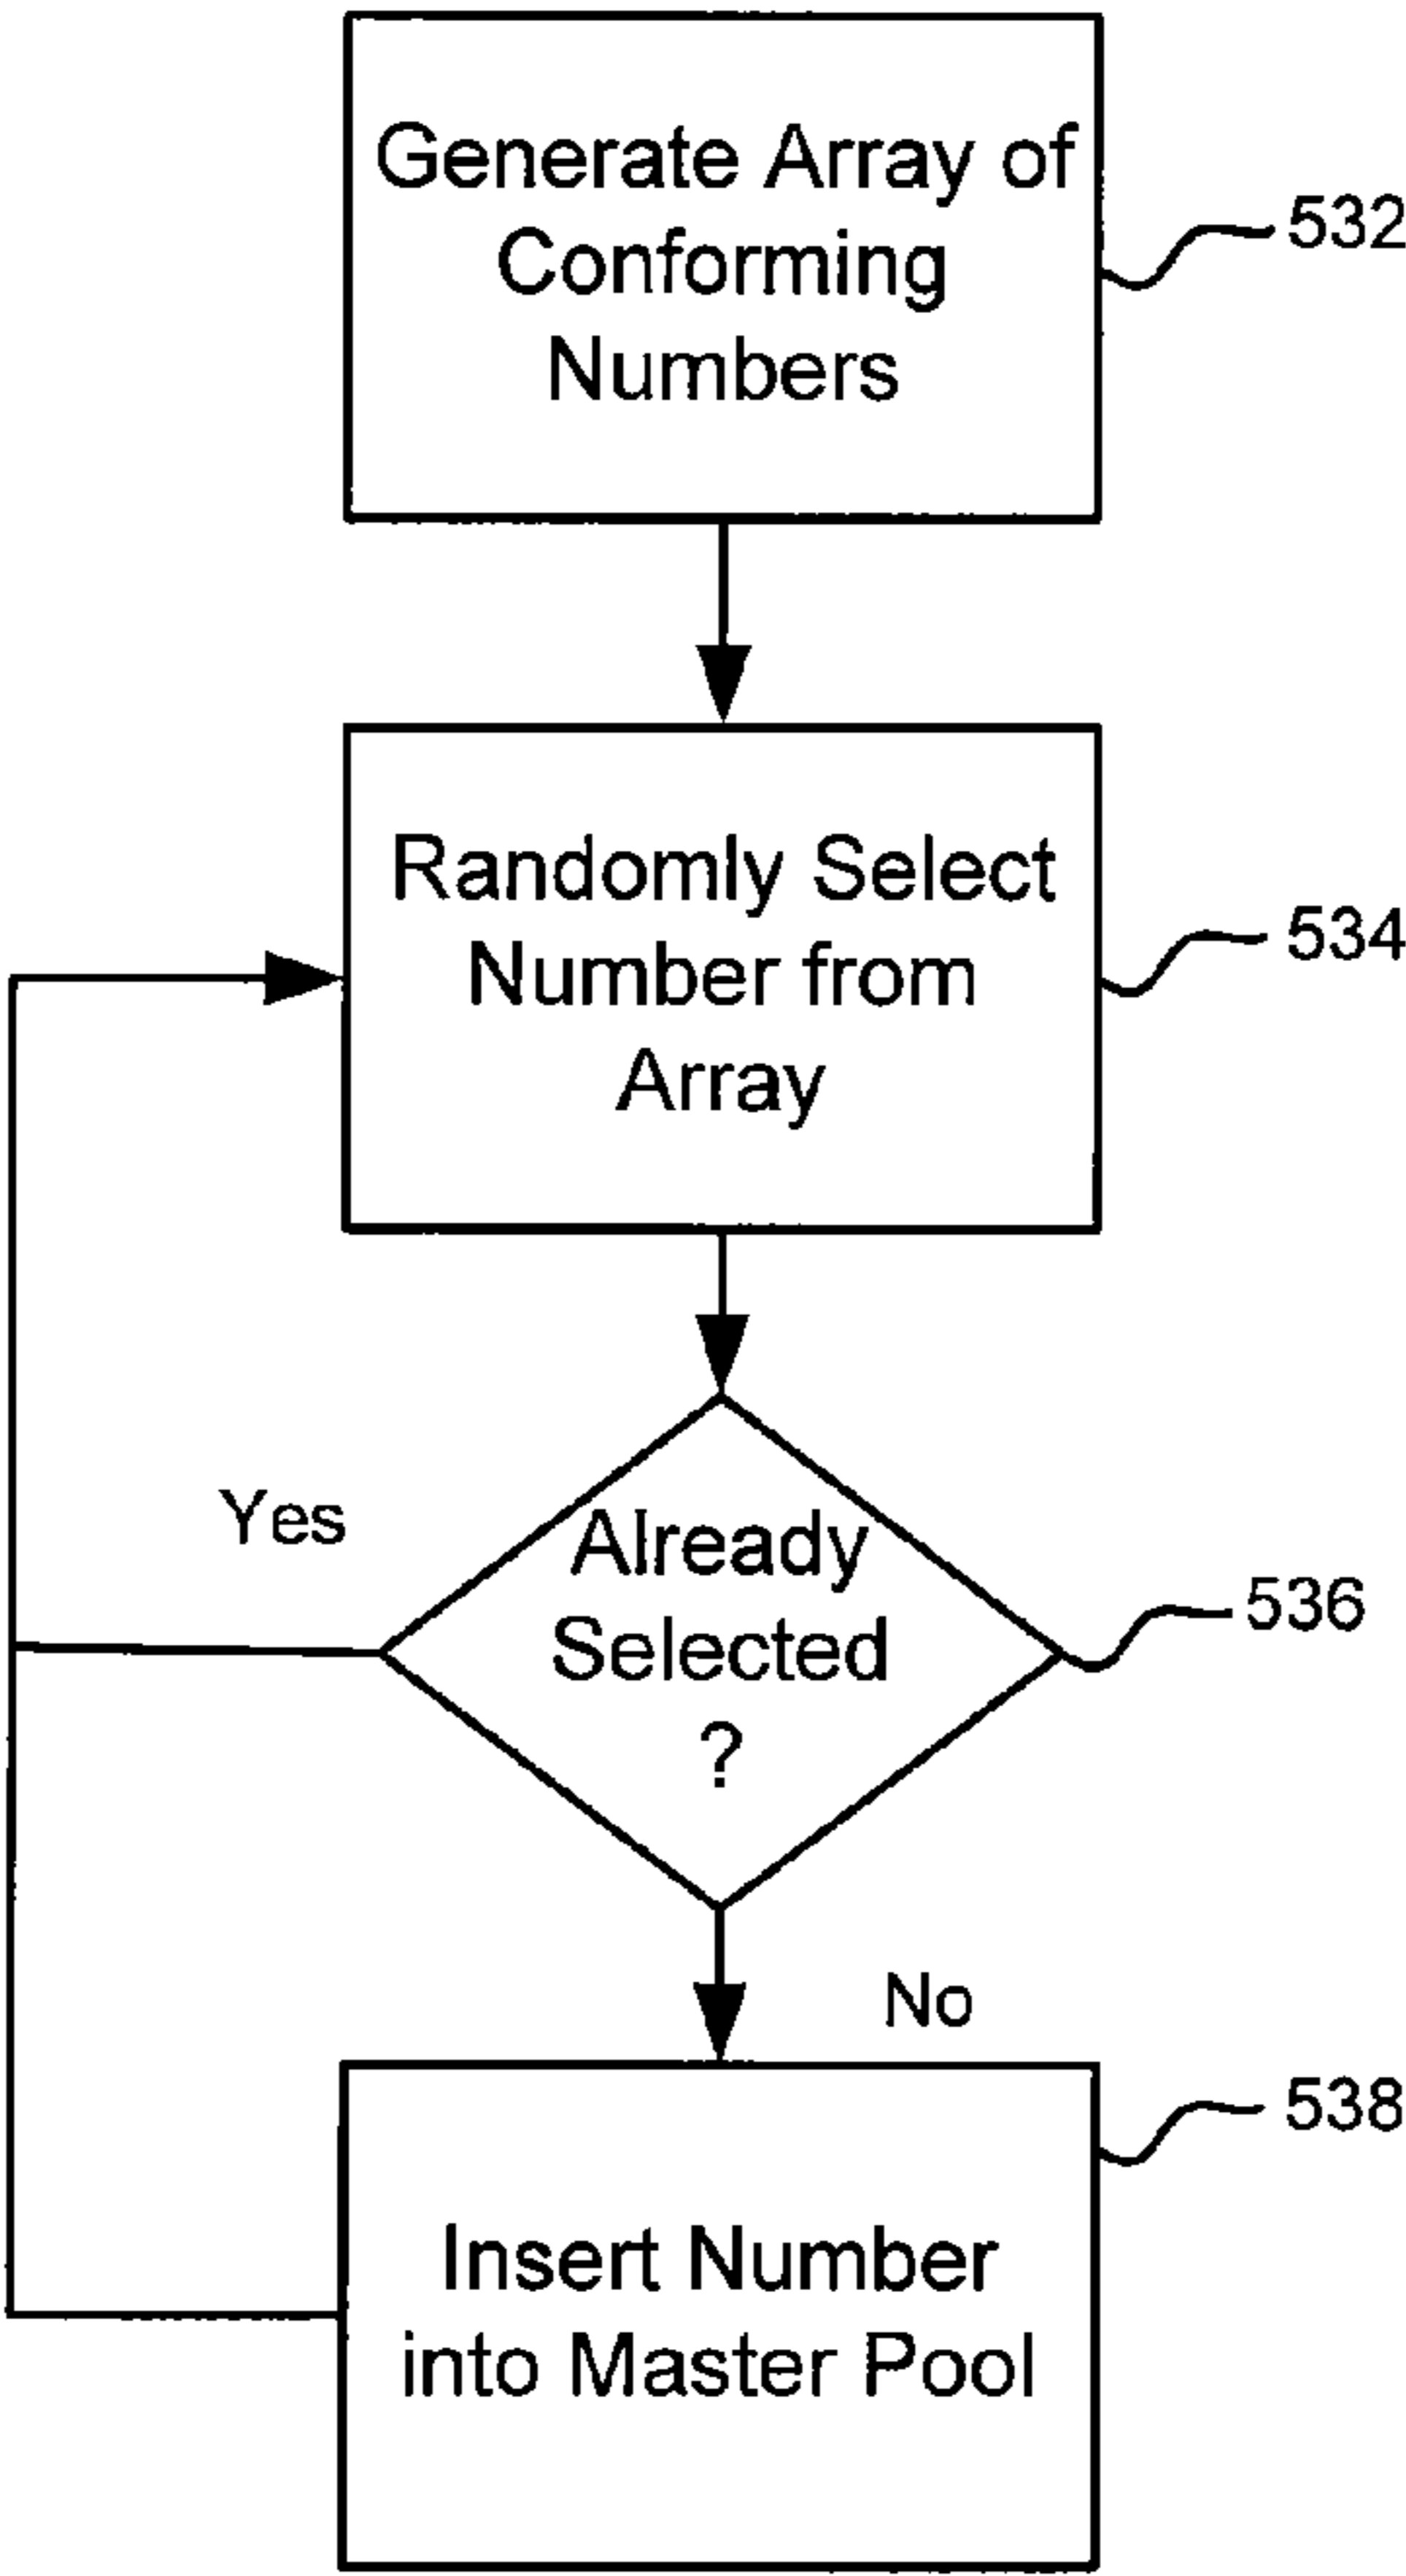 Generate Array of
Conforming
Numbers
532
Randomly Select
Number from
Array
534
Yes
Already
Selected
?
536
No
538
Insert Number
into Master Pool